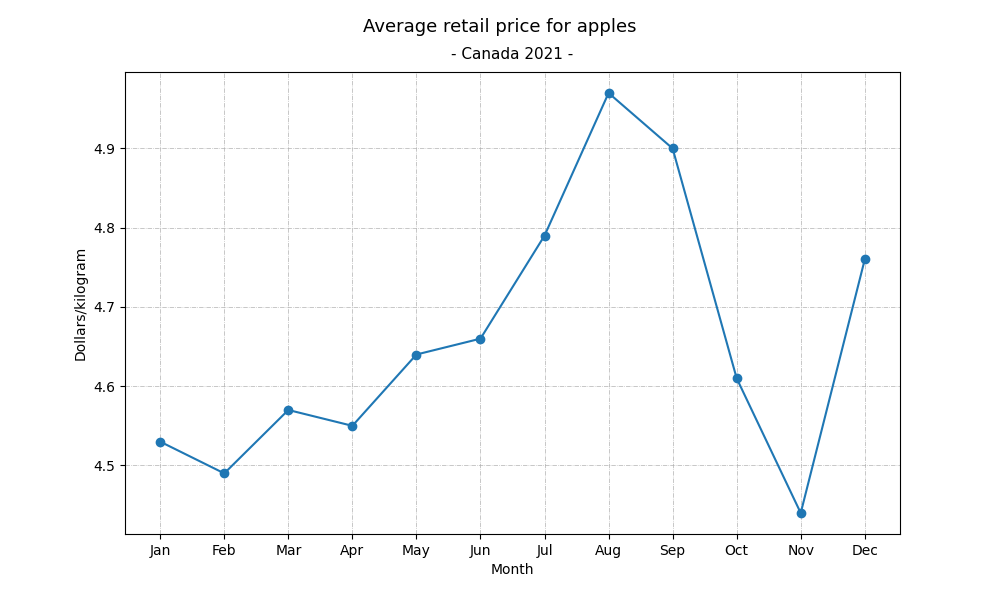 Average retail price for apples
- Canada 2021 -
Dollars/kilogram
4.9
4.8
4.7
4.6
4.5
Jan Feb Mar Apr May Jun Jul Aug Sep Oct Nov Dec
Month